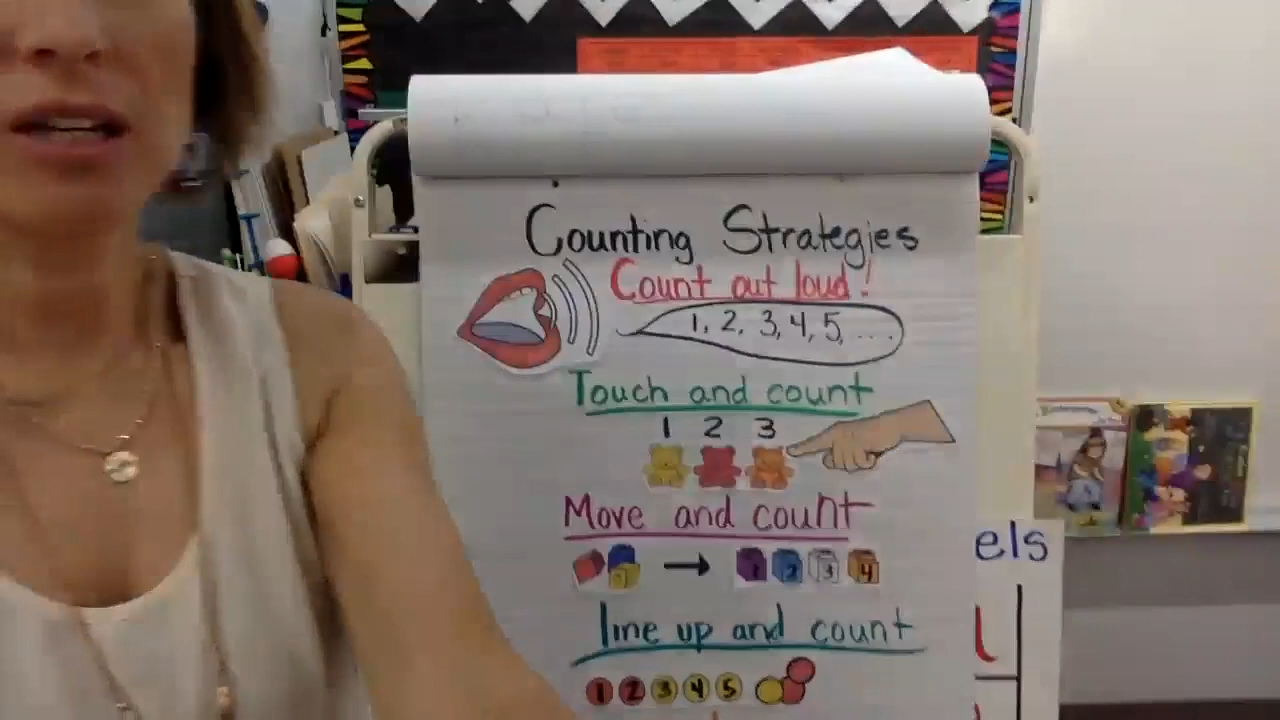 Counting Strategies
Count out loud!
1, 2, 3, 4, 5, ....
Touch and count
1 2 3
Move and count
1 2 3 4
line up and count
1 2 3 4 5
els